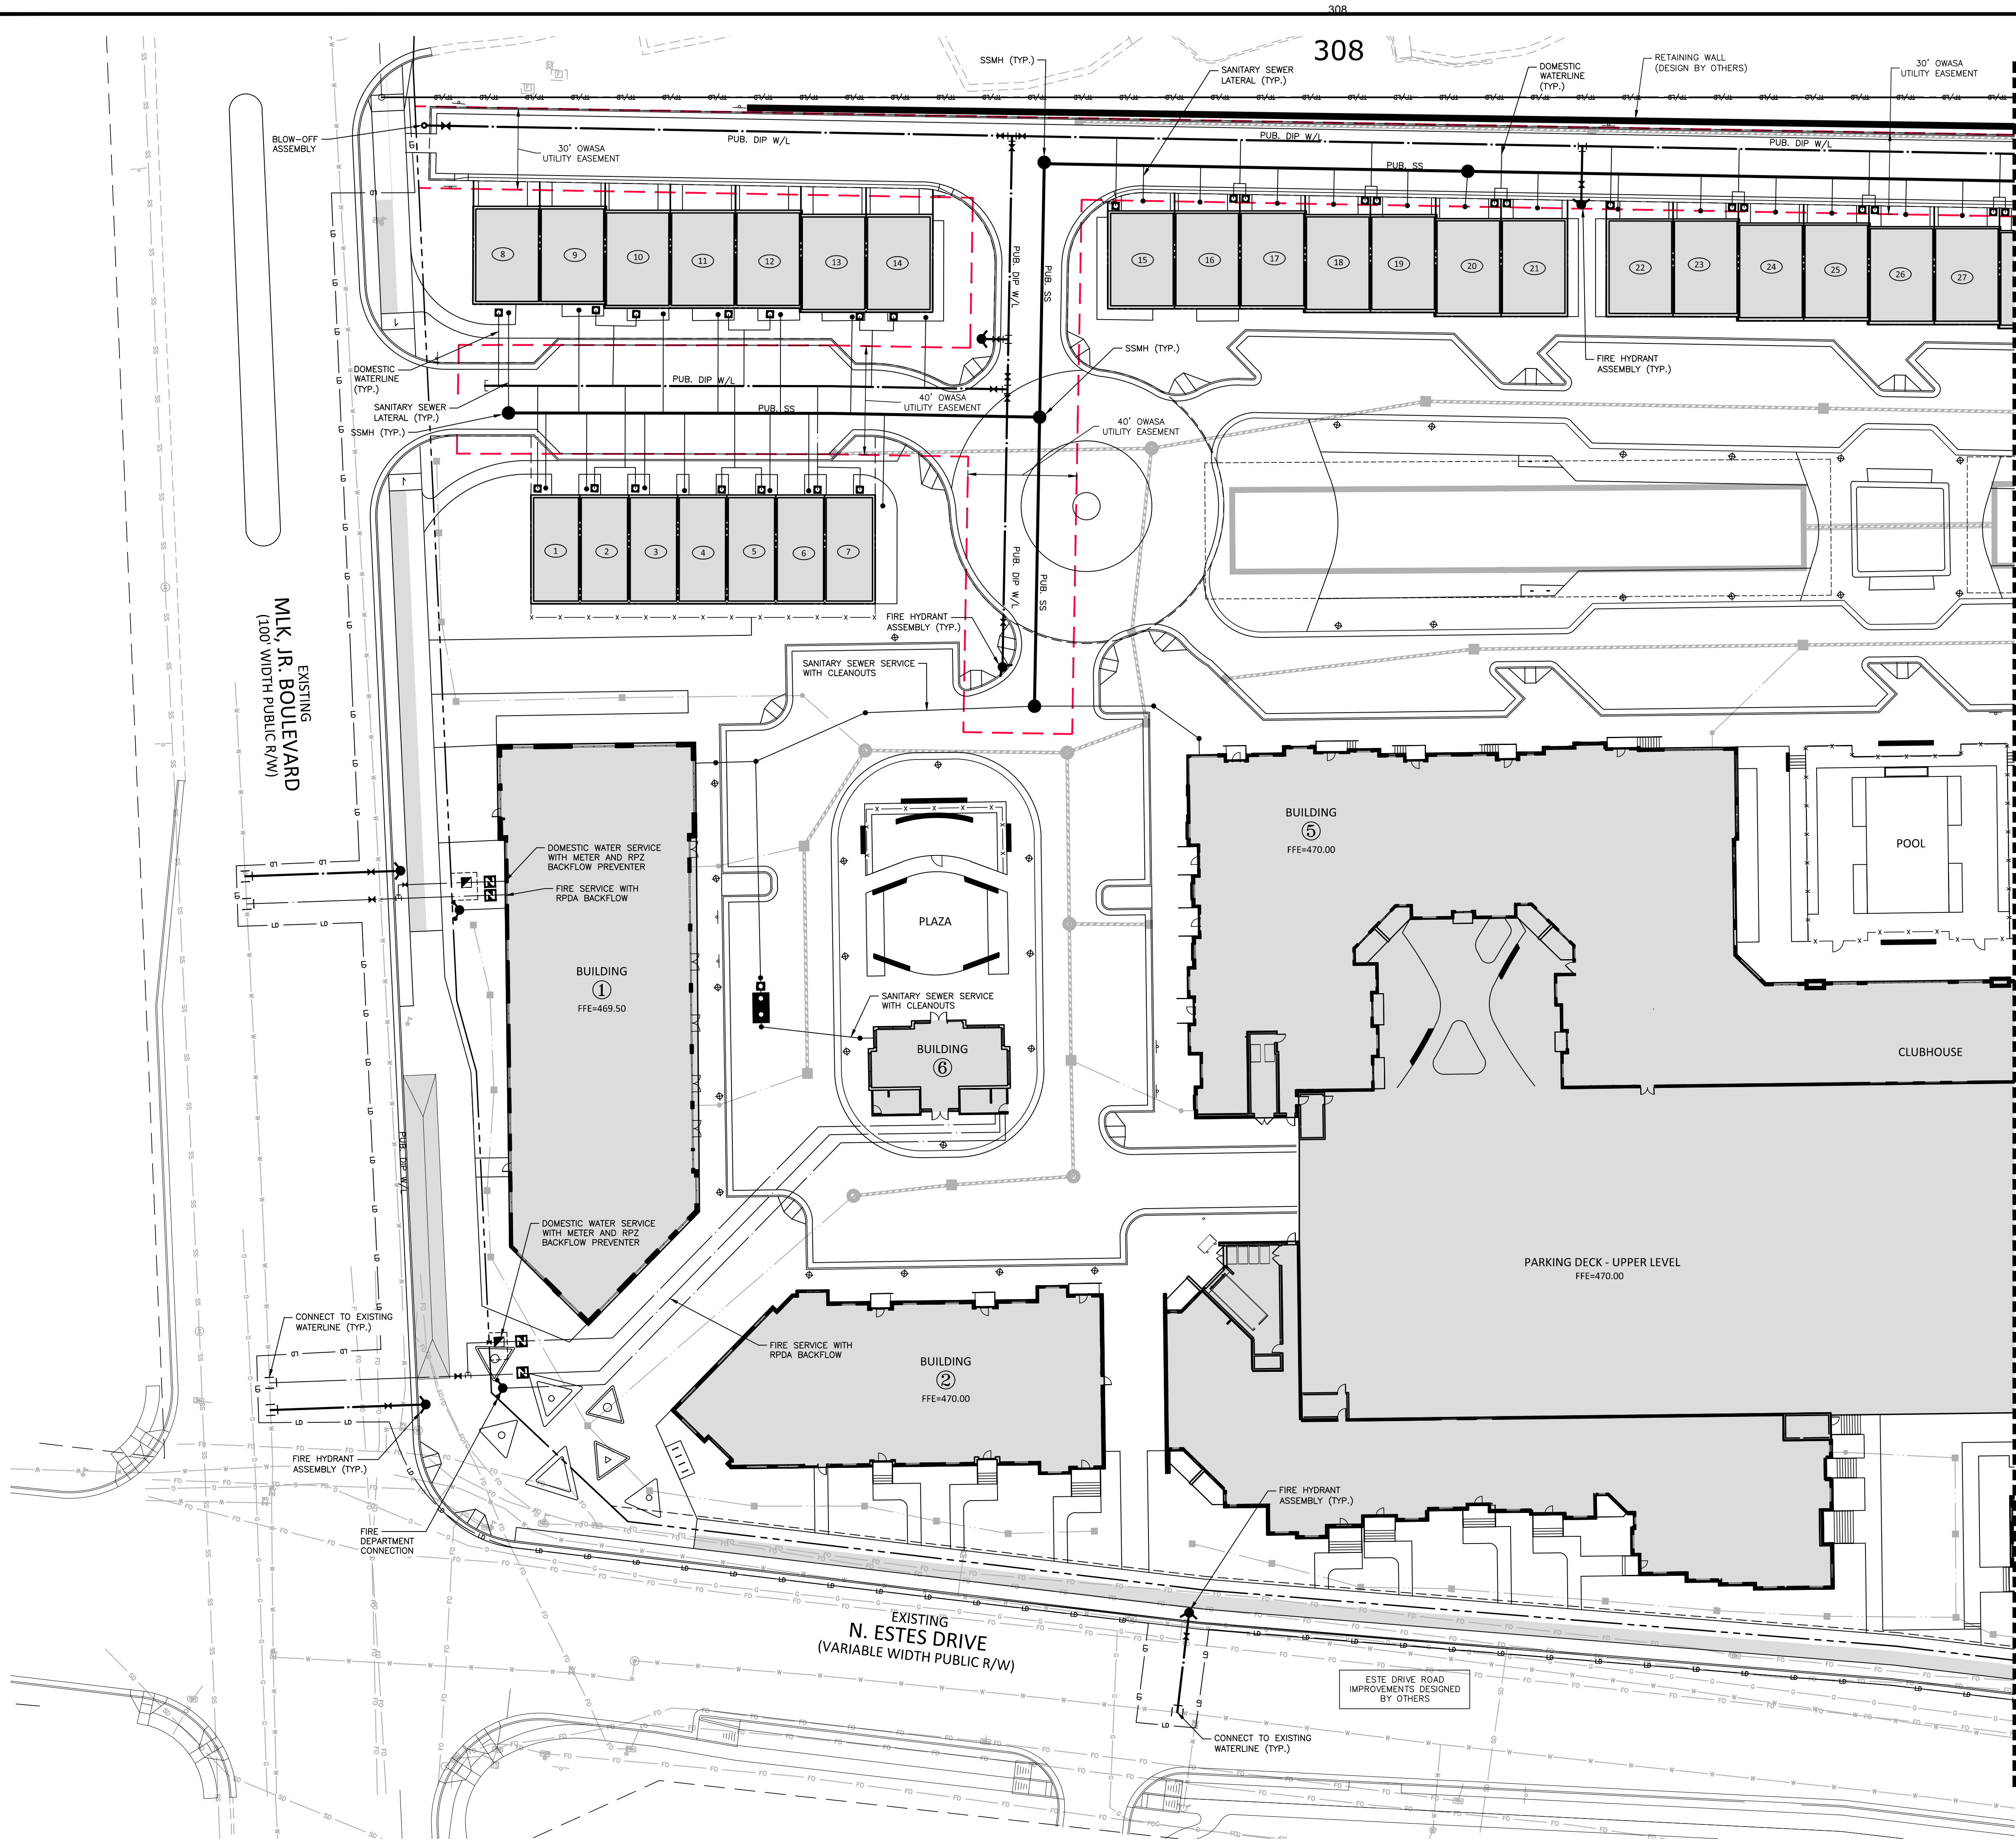 308
308
SSMH (TYP.)
SANITARY SEWER
LATERAL (TYP.)
DOMESTIC
WATERLINE
(TYP.)
RETAINING WALL
(DESIGN BY OTHERS)
30' OWASA
UTILITY EASEMENT
BLOW-OFF
ASSEMBLY
30' OWASA
UTILITY EASEMENT
PUB. DIP W/L
PUB. DIP W/L
PUB. DIP W/L
PUB. SS
8
9
10
11
12
13
14
15
16
17
18
19
20
21
22
23
24
25
26
27
PUB. DIP W/L
PUB. SS
DOMESTIC
WATERLINE
(TYP.)
SANITARY SEWER
LATERAL (TYP.)
SSMH (TYP.)
PUB. DIP W/L
PUB. SS
40' OWASA
UTILITY EASEMENT
SSMH (TYP.)
FIRE HYDRANT
ASSEMBLY (TYP.)
40' OWASA
UTILITY EASEMENT
1
2
3
4
5
6
7
PUB. DIP W/L
PUB. SS
FIRE HYDRANT
ASSEMBLY (TYP.)
EXISTING
MLK, JR. BOULEVARD
(100' WIDTH PUBLIC R/W)
SANITARY SEWER SERVICE
WITH CLEANOUTS
DOMESTIC WATER SERVICE
WITH METER AND RPZ
BACKFLOW PREVENTER
FIRE SERVICE WITH
RPDA BACKFLOW
BUILDING
1
FFE=469.50
PLAZA
BUILDING
5
FFE=470.00
POOL
SANITARY SEWER SERVICE
WITH CLEANOUTS
BUILDING
6
CLUBHOUSE
PUB. DIP W/L
DOMESTIC WATER SERVICE
WITH METER AND RPZ
BACKFLOW PREVENTER
PARKING DECK - UPPER LEVEL
FFE=470.00
CONNECT TO EXISTING
WATERLINE (TYP.)
FIRE SERVICE WITH
RPDA BACKFLOW
BUILDING
2
FFE=470.00
FIRE HYDRANT
ASSEMBLY (TYP.)
FIRE
DEPARTMENT
CONNECTION
FIRE HYDRANT
ASSEMBLY (TYP.)
EXISTING
N. ESTES DRIVE
(VARIABLE WIDTH PUBLIC R/W)
ESTE DRIVE ROAD
IMPROVEMENTS DESIGNED
BY OTHERS
CONNECT TO EXISTING
WATERLINE (TYP.)